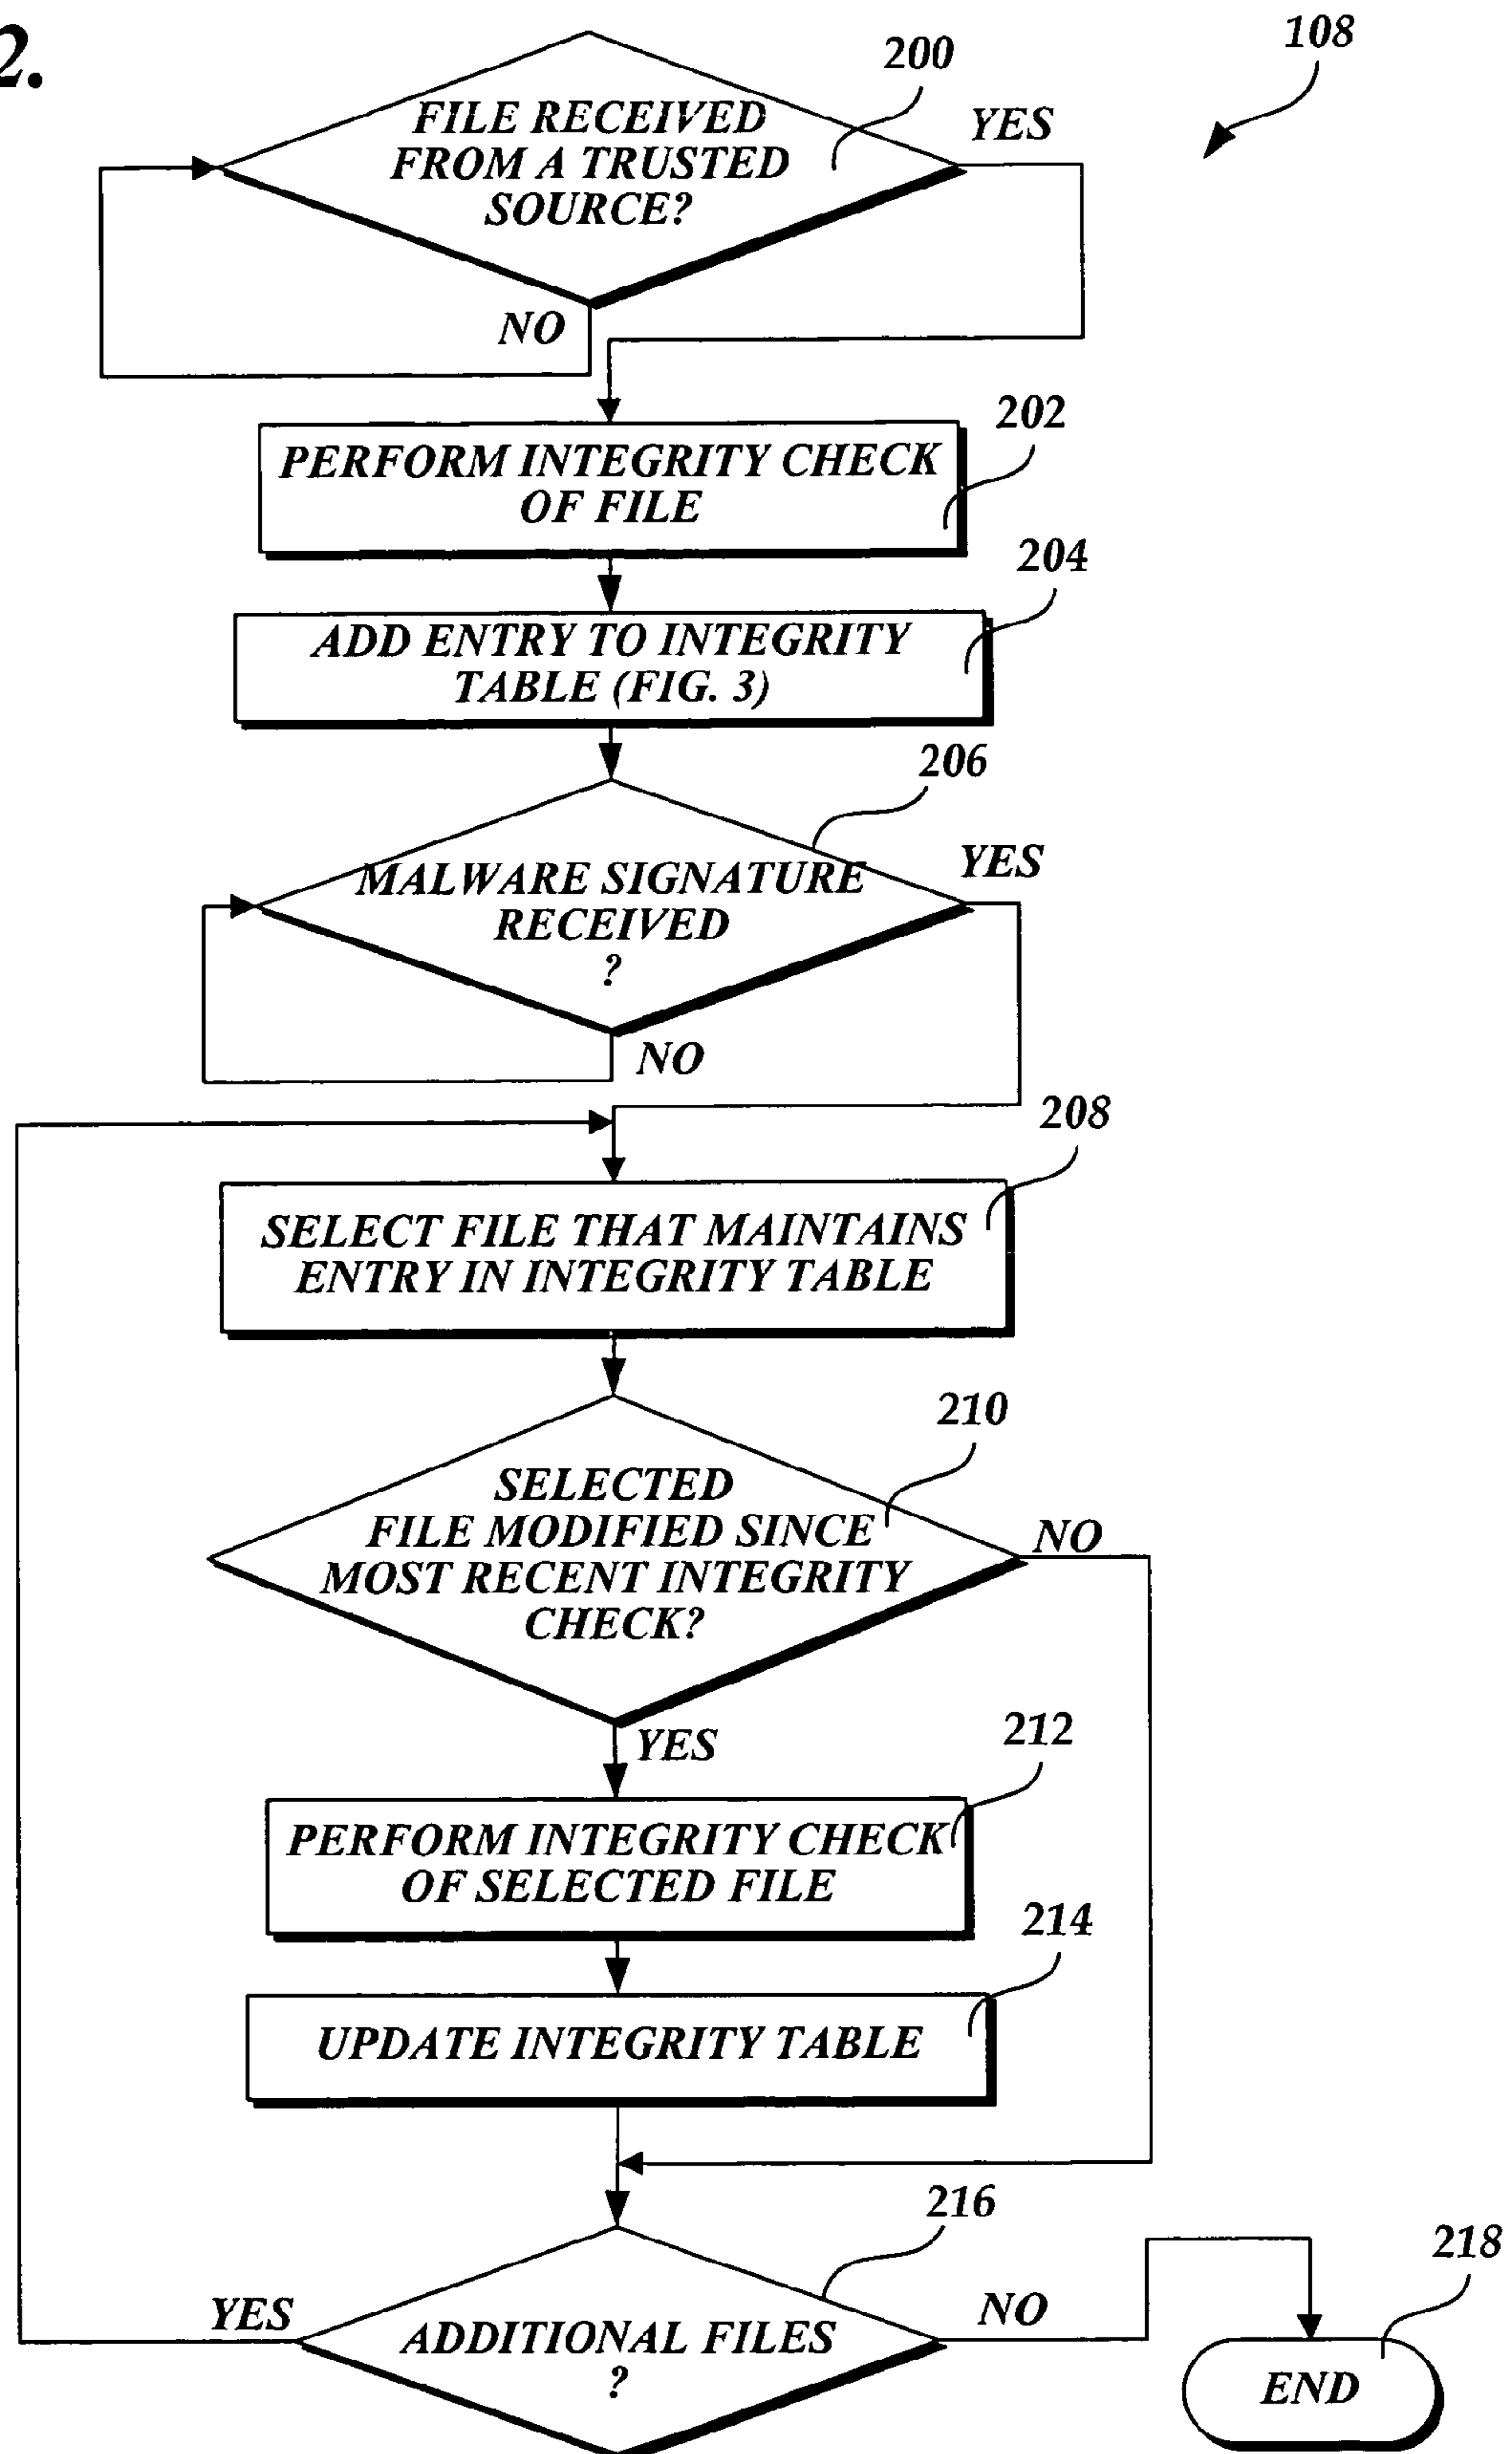 2.
108
200
FILE RECEIVED
FROM A TRUSTED
SOURCE?
YES
NO
202
PERFORM INTEGRITY CHECK
OF FILE
204
ADD ENTRY TO INTEGRITY
TABLE (FIG. 3)
206
MALWARE SIGNATURE
RECEIVED
?
YES
NO
208
SELECT FILE THAT MAINTAINS
ENTRY IN INTEGRITY TABLE
210
SELECTED
FILE MODIFIED SINCE
MOST RECENT INTEGRITY
CHECK?
NO
YES
212
PERFORM INTEGRITY CHECK
OF SELECTED FILE
214
UPDATE INTEGRITY TABLE
216
YES
ADDITIONAL FILES
?
NO
218
END